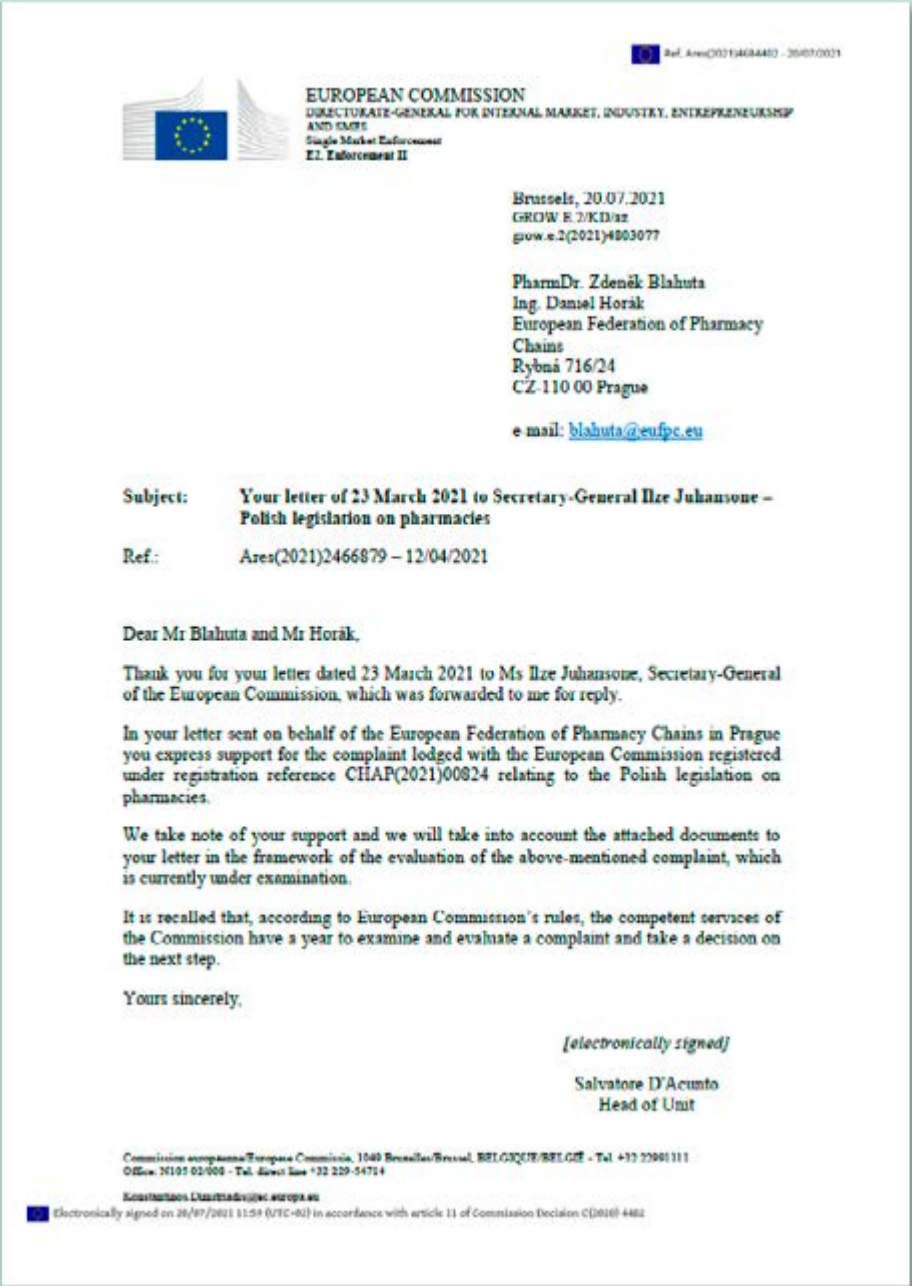 Ref. Ares(2021)4684402 - 20/07/2021
EUROPEAN COMMISSION
DIRECTORATE-GENERAL FOR INTERNAL MARKET, INDUSTRY, ENTREPRENEURSHIP
AND SMES
Single Market Enforcement
E2. Enforcement II
Brussels, 20.07.2021
GROW E.2/KD/sz
grow.e.2(2021)4803077
PharmDr. Zdeněk Blahuta
Ing. Daniel Horák
European Federation of Pharmacy
Chains
Rybná 716/24
CZ-110 00 Prague
e-mail: blahuta@eufpc.eu
Subject: Your letter of 23 March 2021 to Secretary-General Ilze Juhansone –
Polish legislation on pharmacies
Ref.: Ares(2021)2466879 – 12/04/2021
Dear Mr Blahuta and Mr Horák,
Thank you for your letter dated 23 March 2021 to Ms Ilze Juhansone, Secretary-General
of the European Commission, which was forwarded to me for reply.
In your letter sent on behalf of the European Federation of Pharmacy Chains in Prague
you express support for the complaint lodged with the European Commission registered
under registration reference CHAP(2021)00824 relating to the Polish legislation on
pharmacies.
We take note of your support and we will take into account the attached documents to
your letter in the framework of the evaluation of the above-mentioned complaint, which
is currently under examination.
It is recalled that, according to European Commission's rules, the competent services of
the Commission have a year to examine and evaluate a complaint and take a decision on
the next step.
Yours sincerely,
[electronically signed]
Salvatore D'Acunto
Head of Unit
Commission européenne/Europese Commissie, 1049 Bruxelles/Brussel, BELGIQUE/BELGIË - Tel. +32 22991111
Office: N105 02/008 - Tel. direct line +32 229-54714
Konstantinos.Dimitriadis@ec.europa.eu
Electronically signed on 20/07/2021 11:59 (UTC+02) in accordance with article 11 of Commission Decision C(2020) 4482